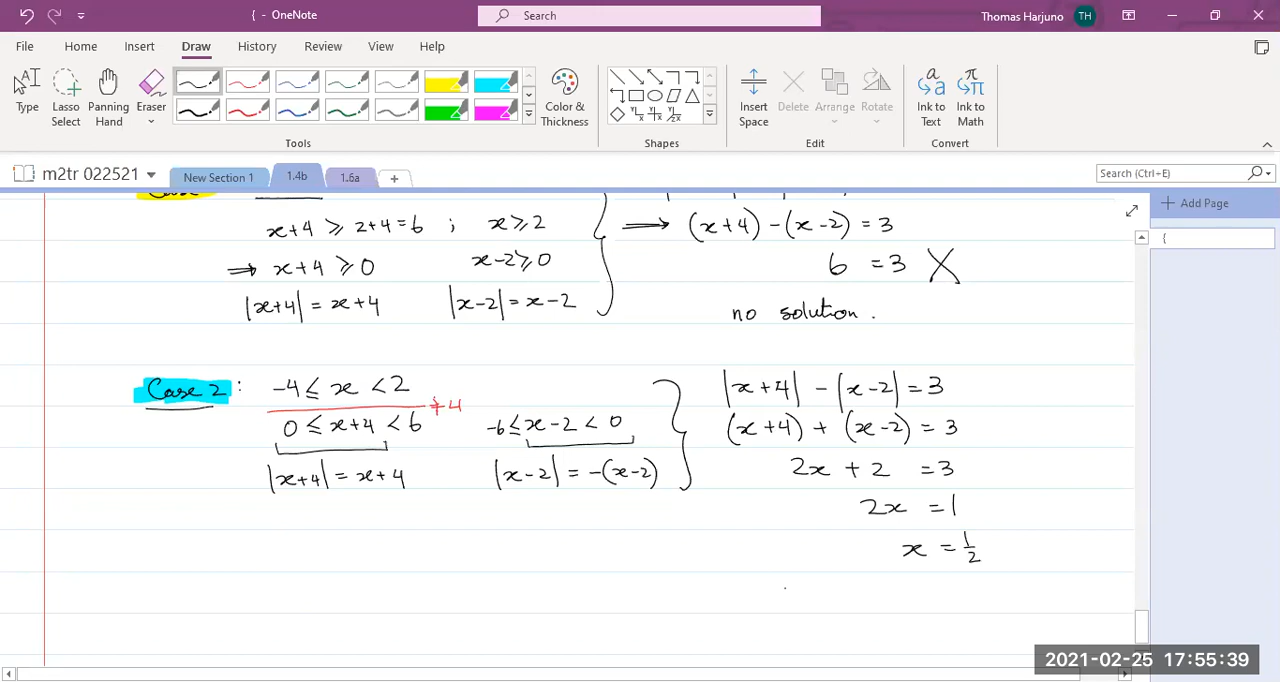 { - OneNote
Search
Thomas Harjuno TH
File Home Insert Draw History Review View Help
Type
Lasso Select
Panning Hand
Eraser
Color & Thickness
Insert Space
Delete
Arrange
Rotate
Ink to Text
Ink to Math
Tools
Shapes
Edit
Convert
m2tr 022521
New Section 1
1.4b
1.6a
Search (Ctrl+E)
Add Page
{
x+4 ≥ 2+4=6 ; x≥2 ⟹ (x+4) -(x-2) = 3
⟹ x+4 ≥0 x-2≥0 6 =3 X
|x+4| = x+4 |x-2| = x-2 no solution.
Case 2 : -4≤ x <2 |x+4| - |x-2| = 3
+4
0 ≤ x+4 < 6 -6≤x-2 < 0 (x+4) + (x-2) = 3
|x+4| = x+4 |x-2| = -(x-2) 2x + 2 = 3
2x = 1
x = 1/2
2021-02-25 17:55:39